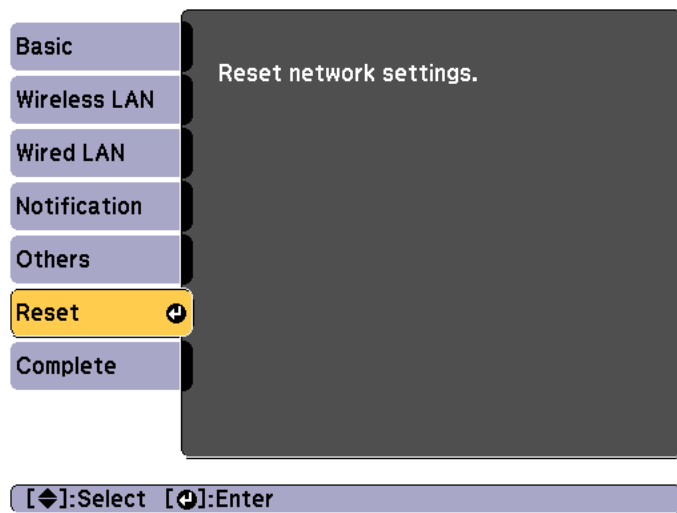 Basic
Wireless LAN
Wired LAN
Notification
Others
Reset
Complete
Reset network settings.
[◆]:Select [⏎]:Enter